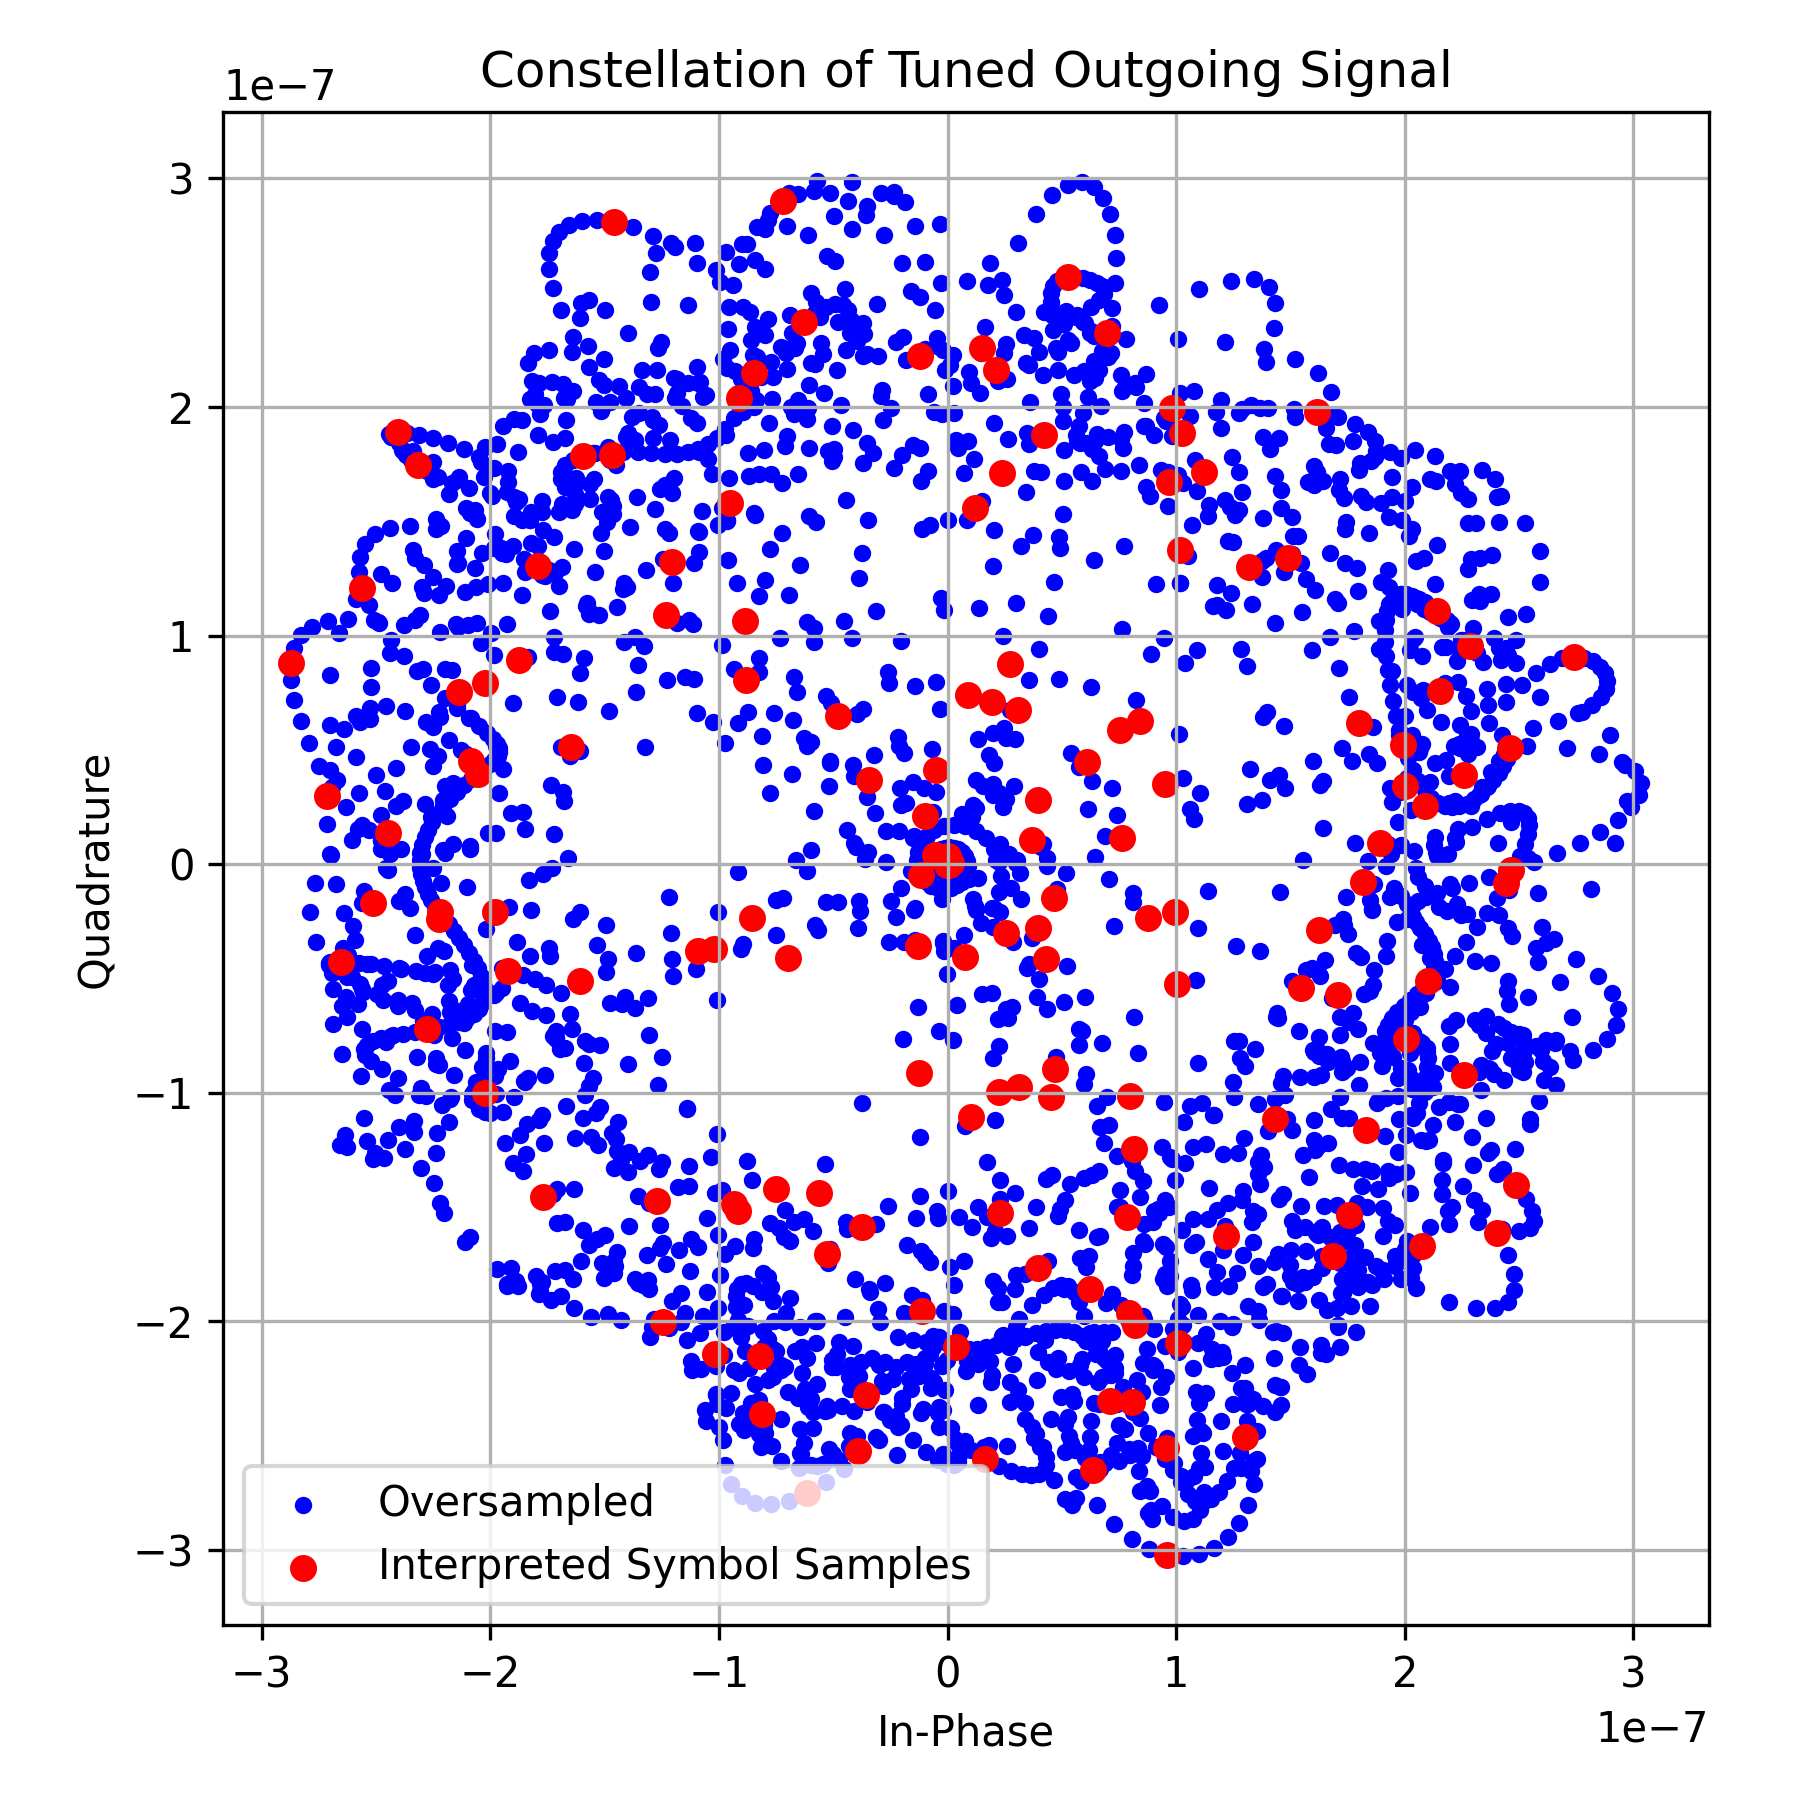 Constellation of Tuned Outgoing Signal
1e−7
3
2
1
0
−1
−2
−3
Quadrature
Oversampled
Interpreted Symbol Samples
−3
−2
−1
0
1
2
3
In-Phase
1e−7